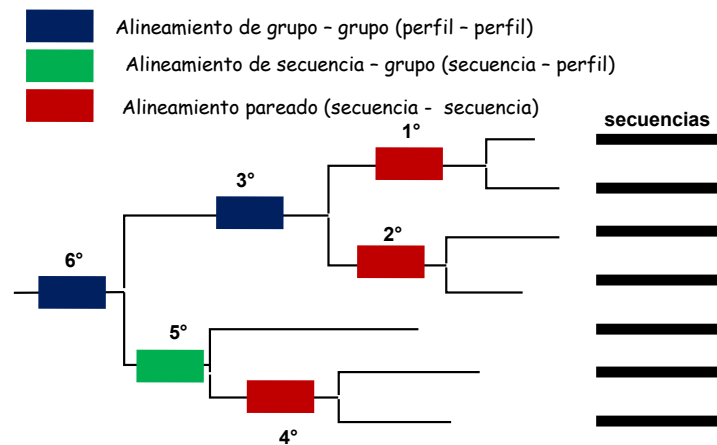 Alineamiento de grupo – grupo (perfil – perfil)
Alineamiento de secuencia – grupo (secuencia – perfil)
Alineamiento pareado (secuencia - secuencia)
secuencias
1°
3°
2°
6°
5°
4°